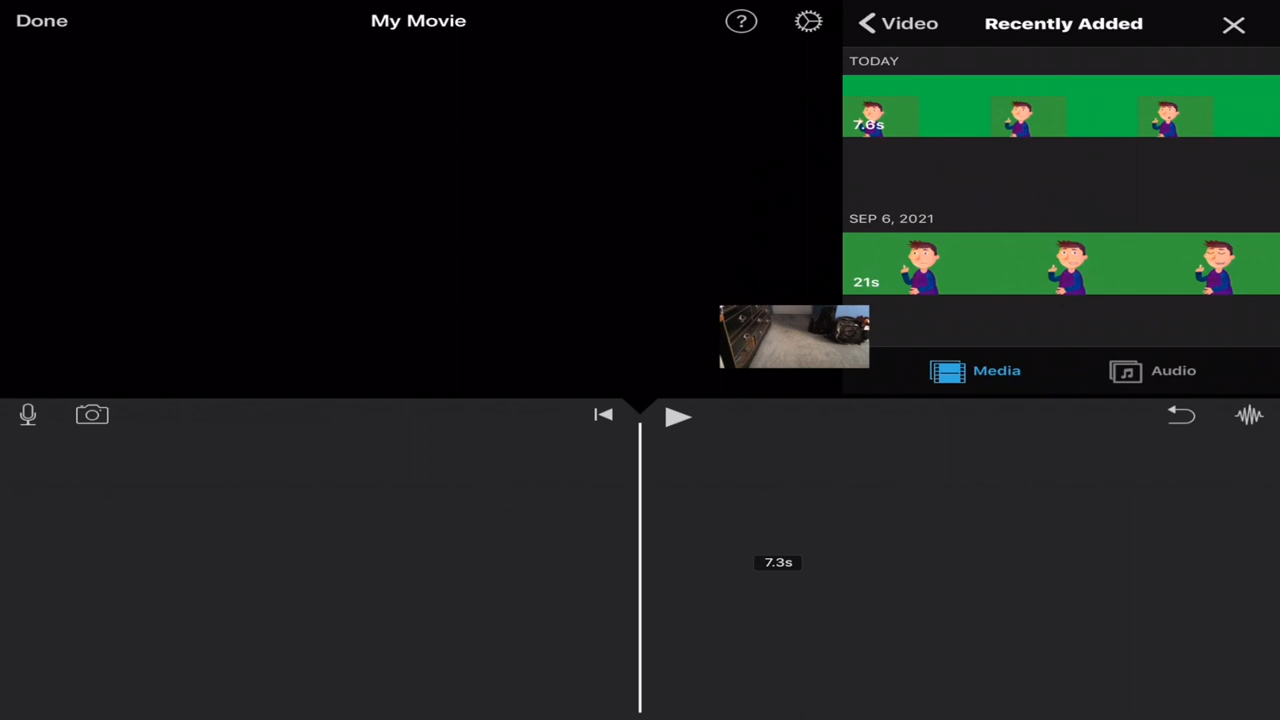 Done
My Movie
?
Video
Recently Added
TODAY
7.6s
SEP 6, 2021
21s
Media
Audio
7.3s